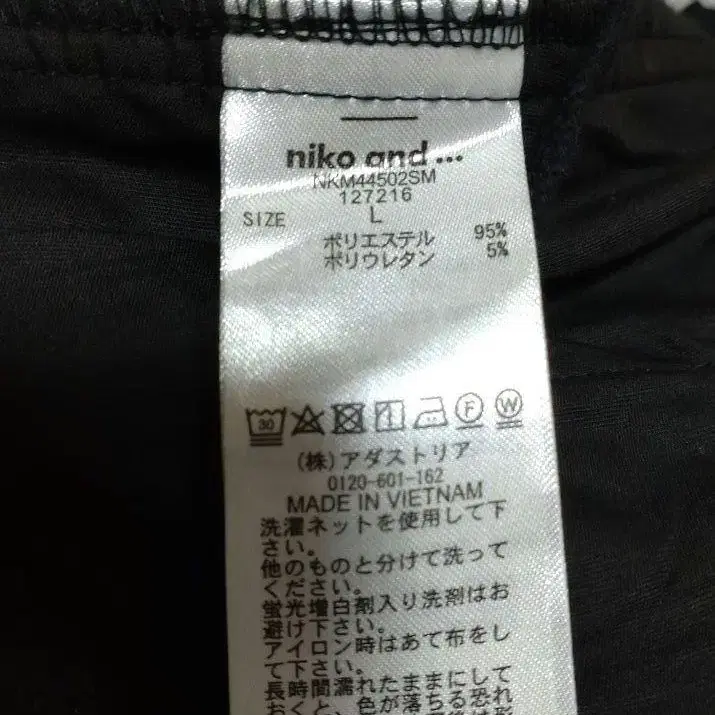 niko and ...
NKM44502SM
127216
SIZE L
ポリエステル 95%
ポリウレタン 5%
30 F W
(株)アダストリア
0120-601-162
MADE IN VIETNAM
洗濯ネットを使用して下
さい。
他のものと分けて洗って
ください。
蛍光増白剤入り洗剤はお
避け下さい。
アイロン時はあて布をし
て下さい。
長時間濡れたままにして
おくと、色が落ちる恐れ